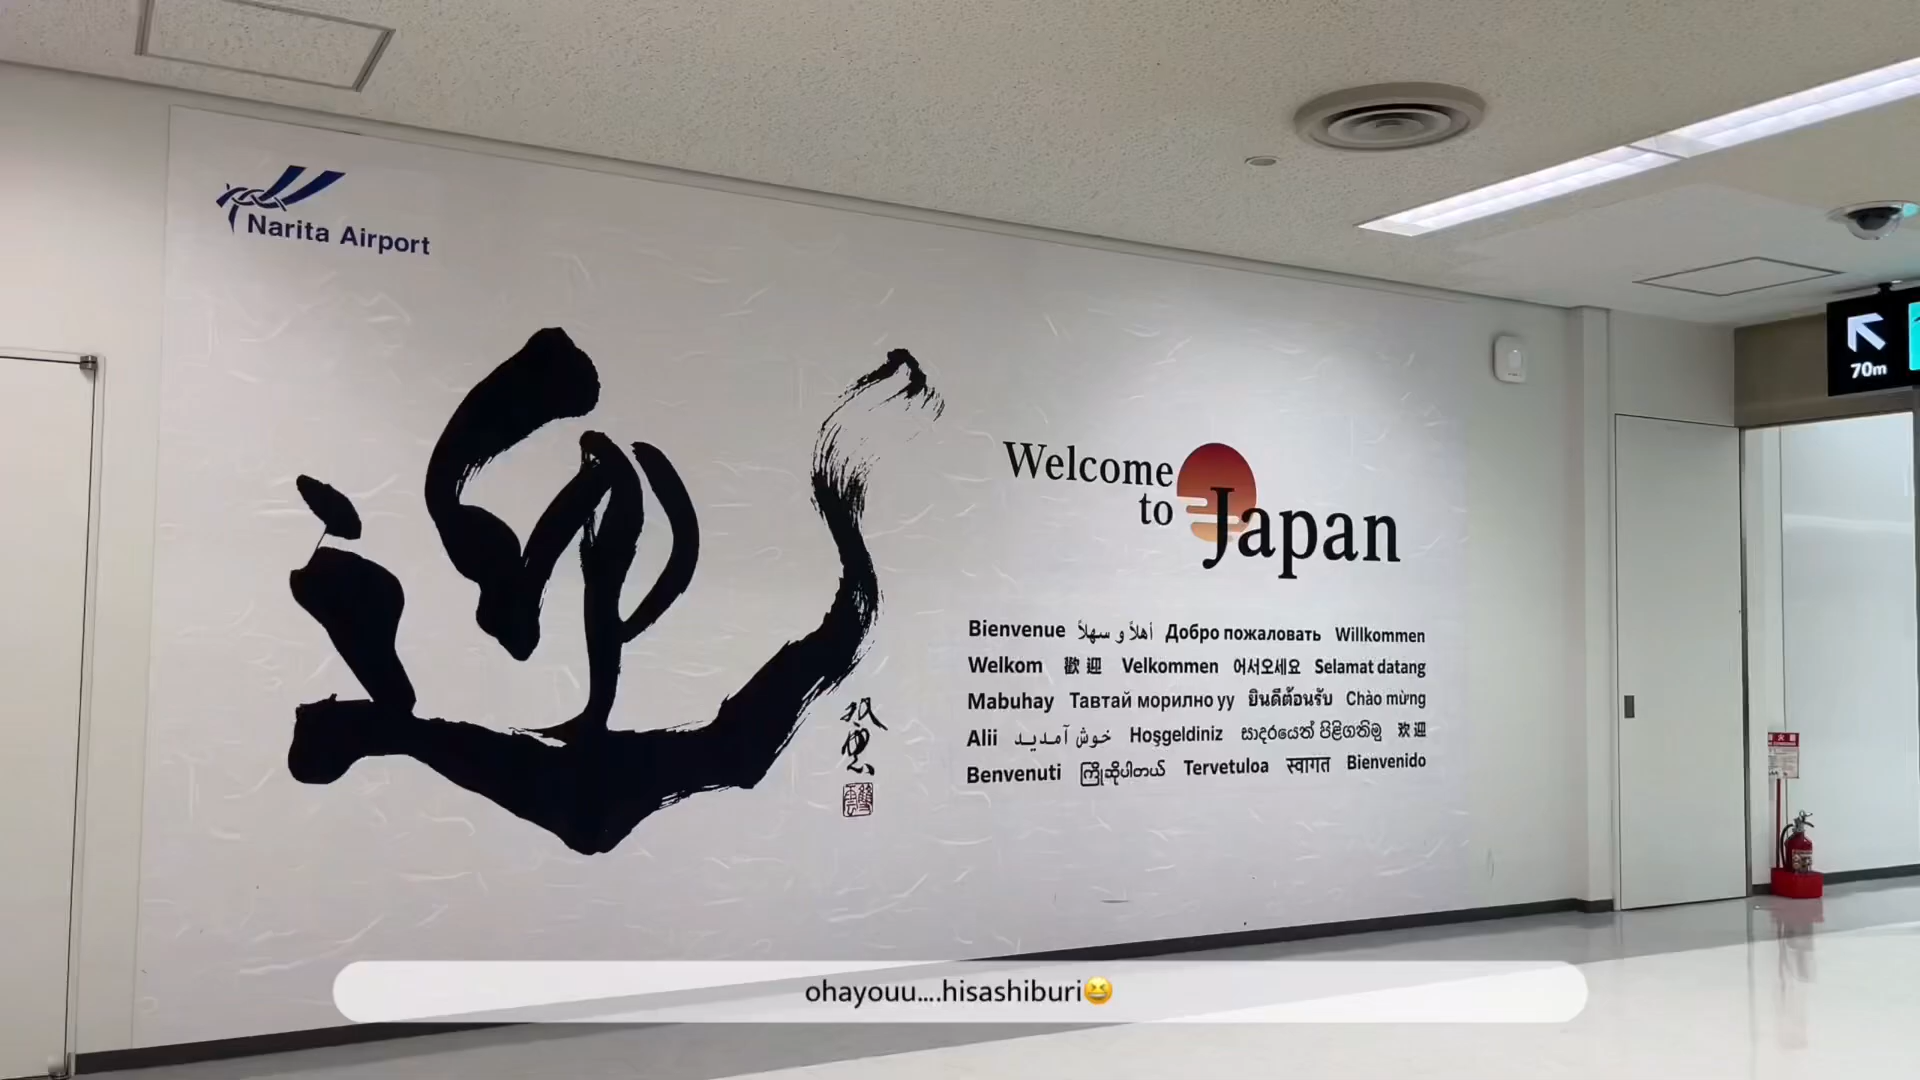 Narita Airport
迎
Welcome
to
Japan
Bienvenue أهلاً و سهلاً Добро пожаловать Willkommen
Welkom 歡迎 Velkommen 어서오세요 Selamat datang
Mabuhay Тавтай морилно уу ยินดีต้อนรับ Chào mừng
Alii خوش آمدید Hoşgeldiniz සාදරයෙන් පිළිගනිමු 欢迎
Benvenuti ကြိုဆိုပါတယ် Tervetuloa स्वागत Bienvenido
70m
ohayouu....hisashiburi😆